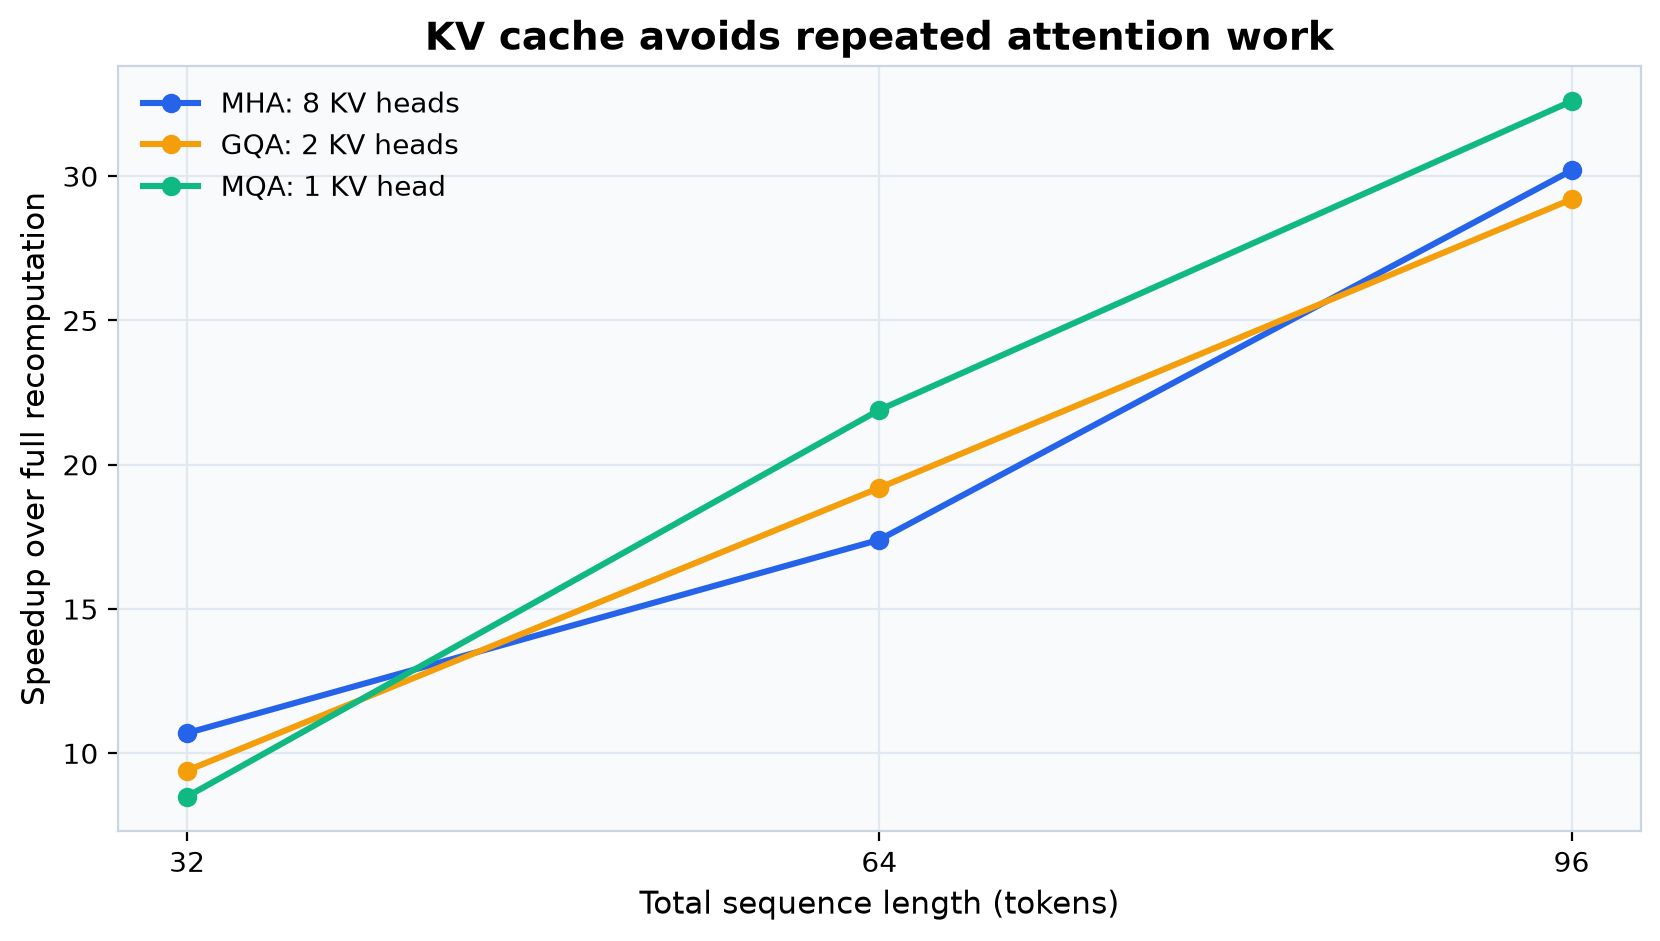 KV cache avoids repeated attention work
MHA: 8 KV heads
GQA: 2 KV heads
MQA: 1 KV head
Speedup over full recomputation
30
25
20
15
10
32
64
96
Total sequence length (tokens)